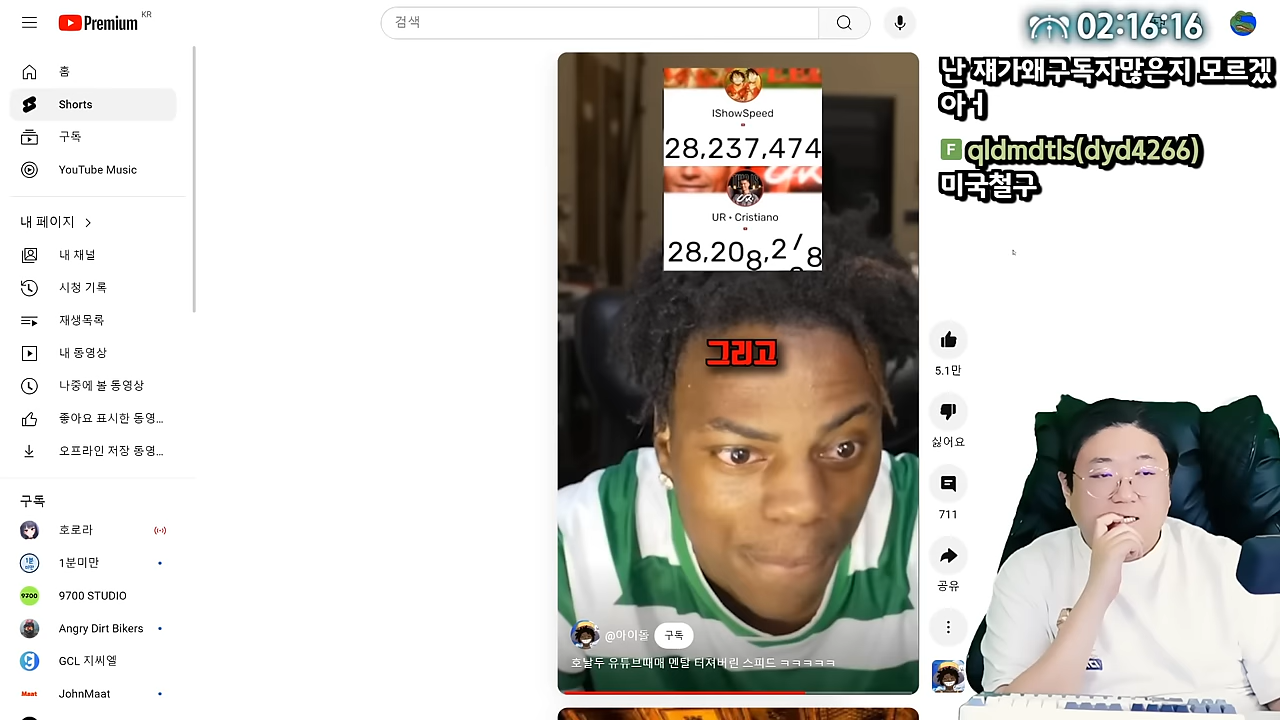 Premium KR
검색
02:16:16
홈
Shorts
구독
YouTube Music
내 페이지
내 채널
시청 기록
재생목록
내 동영상
나중에 볼 동영상
좋아요 표시한 동영...
오프라인 저장 동영...
구독
호로라
1분미만
9700 STUDIO
Angry Dirt Bikers
GCL 지씨엘
JohnMaat
IShowSpeed
28,237,474
UR • Cristiano
그리고
@아이돌
구독
호날두 유튜브때매 멘탈 터져버린 스피드 ㅋㅋㅋㅋㅋ
5.1만
싫어요
711
공유
난 쟤가왜구독자많은지 모르겠
아ㅓ
F qldmdtls(dyd4266)
미국철구